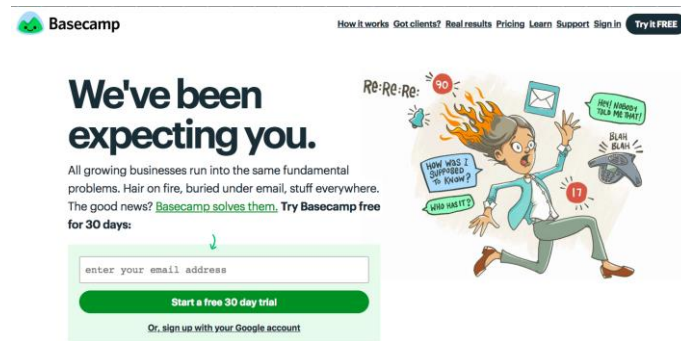 Basecamp
How it works Got clients? Real results Pricing Learn Support Sign in Try it FREE
We've been
expecting you.
All growing businesses run into the same fundamental
problems. Hair on fire, buried under email, stuff everywhere.
The good news? Basecamp solves them. Try Basecamp free
for 30 days:
enter your email address
Start a free 30 day trial
Or, sign up with your Google account
Re: Re: Re:
90
HEY! NOBODY
TOLD ME THAT!
BLAH
BLAH
HOW WAS I
SUPPOSED
TO KNOW?
WHO HAS IT?
17